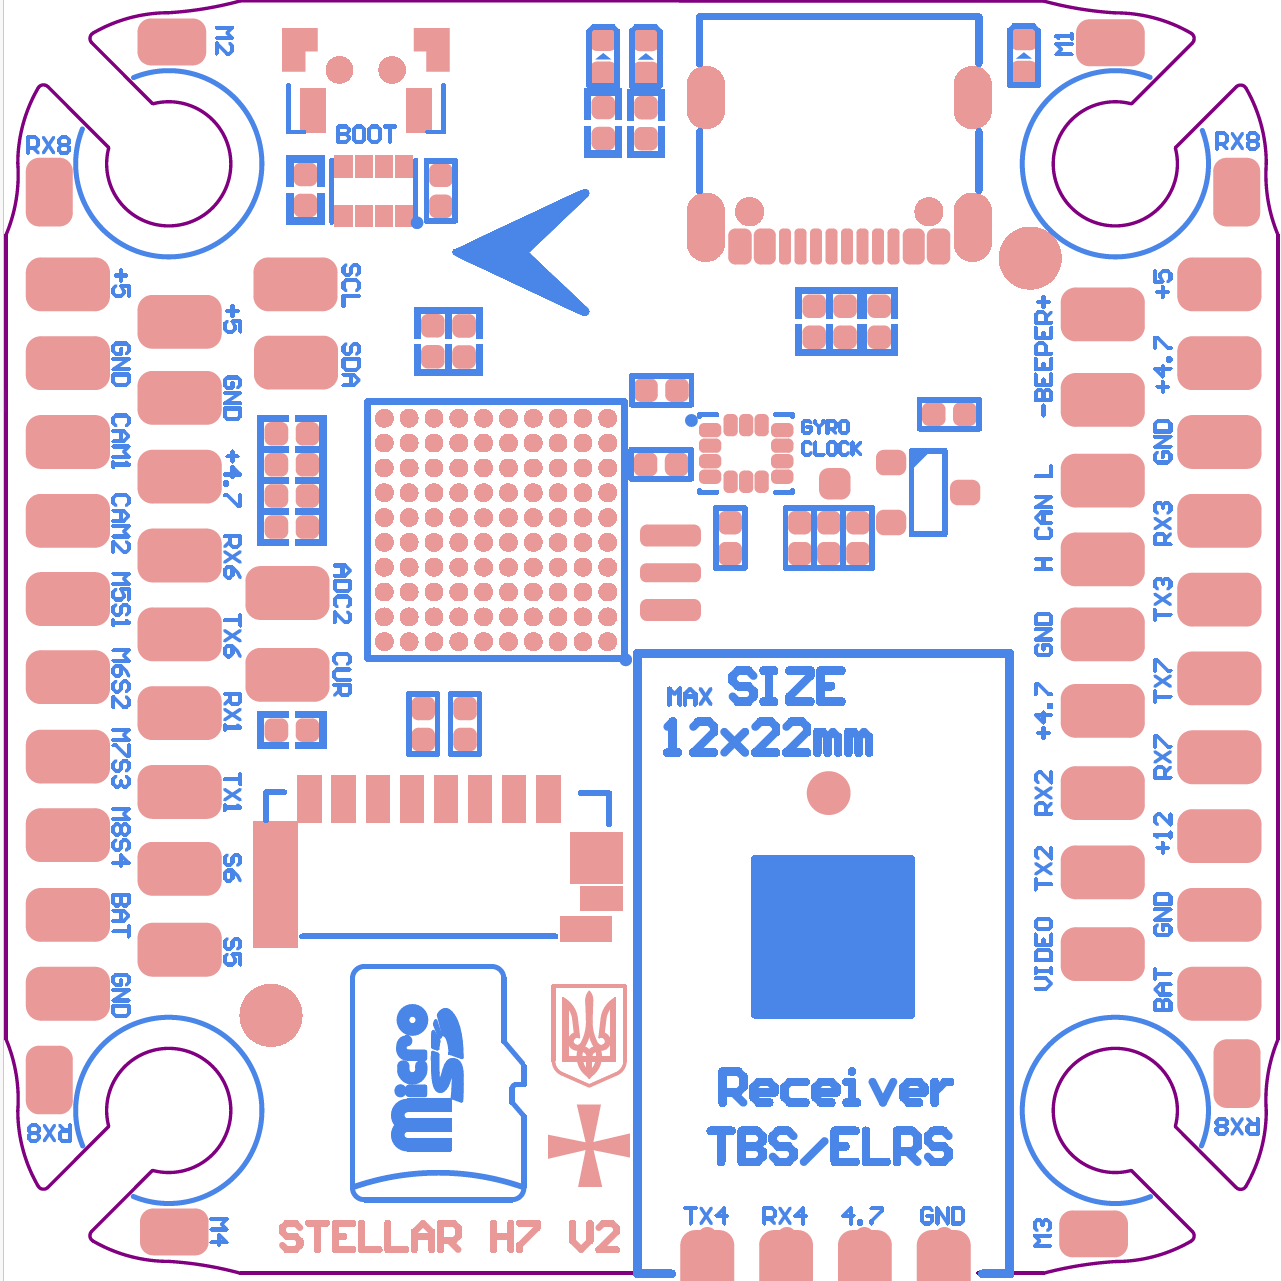 M2
M1
RX8
BOOT
RX8
+5
SCL
+5
GND
SDA
GND
CAM1
+4.7
CAM2
RX6
ADC2
M5S1
TX6
M6S2
CUR
RX1
M7S3
TX1
M8S4
S6
BAT
S5
GND
GYRO
CLOCK
-BEEPER+
+5
+4.7
GND
H CAN L
RX3
TX3
GND
TX7
+4.7
RX7
RX2
+12
TX2
GND
VIDEO
BAT
MAX SIZE
12x22mm
Micro
SD
Receiver
TBS/ELRS
RX8
RX8
M4
STELLAR H7 V2
TX4 RX4 4.7 GND
M3